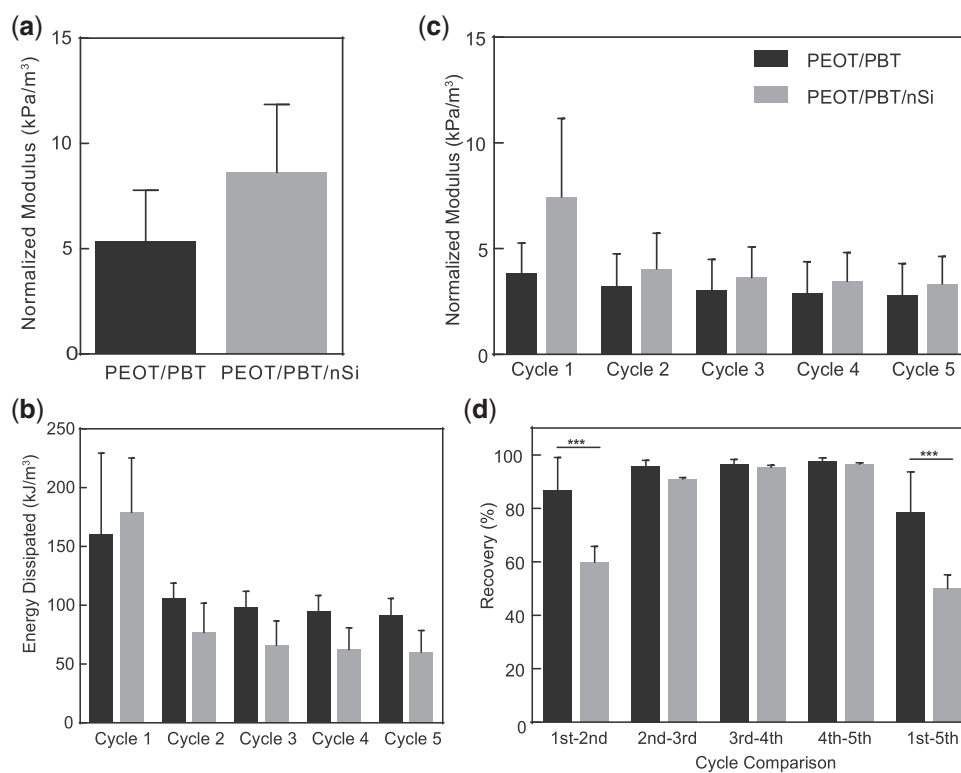 (a)
Normalized Modulus (kPa/m³)
15
10
5
0
PEOT/PBT PEOT/PBT/nSi
(c)
Normalized Modulus (kPa/m³)
15
10
5
0
PEOT/PBT
PEOT/PBT/nSi
Cycle 1 Cycle 2 Cycle 3 Cycle 4 Cycle 5
(b)
Energy Dissipated (kJ/m³)
250
200
150
100
50
0
Cycle 1 Cycle 2 Cycle 3 Cycle 4 Cycle 5
(d)
Recovery (%)
100
80
60
40
20
0
***
***
1st-2nd 2nd-3rd 3rd-4th 4th-5th 1st-5th
Cycle Comparison